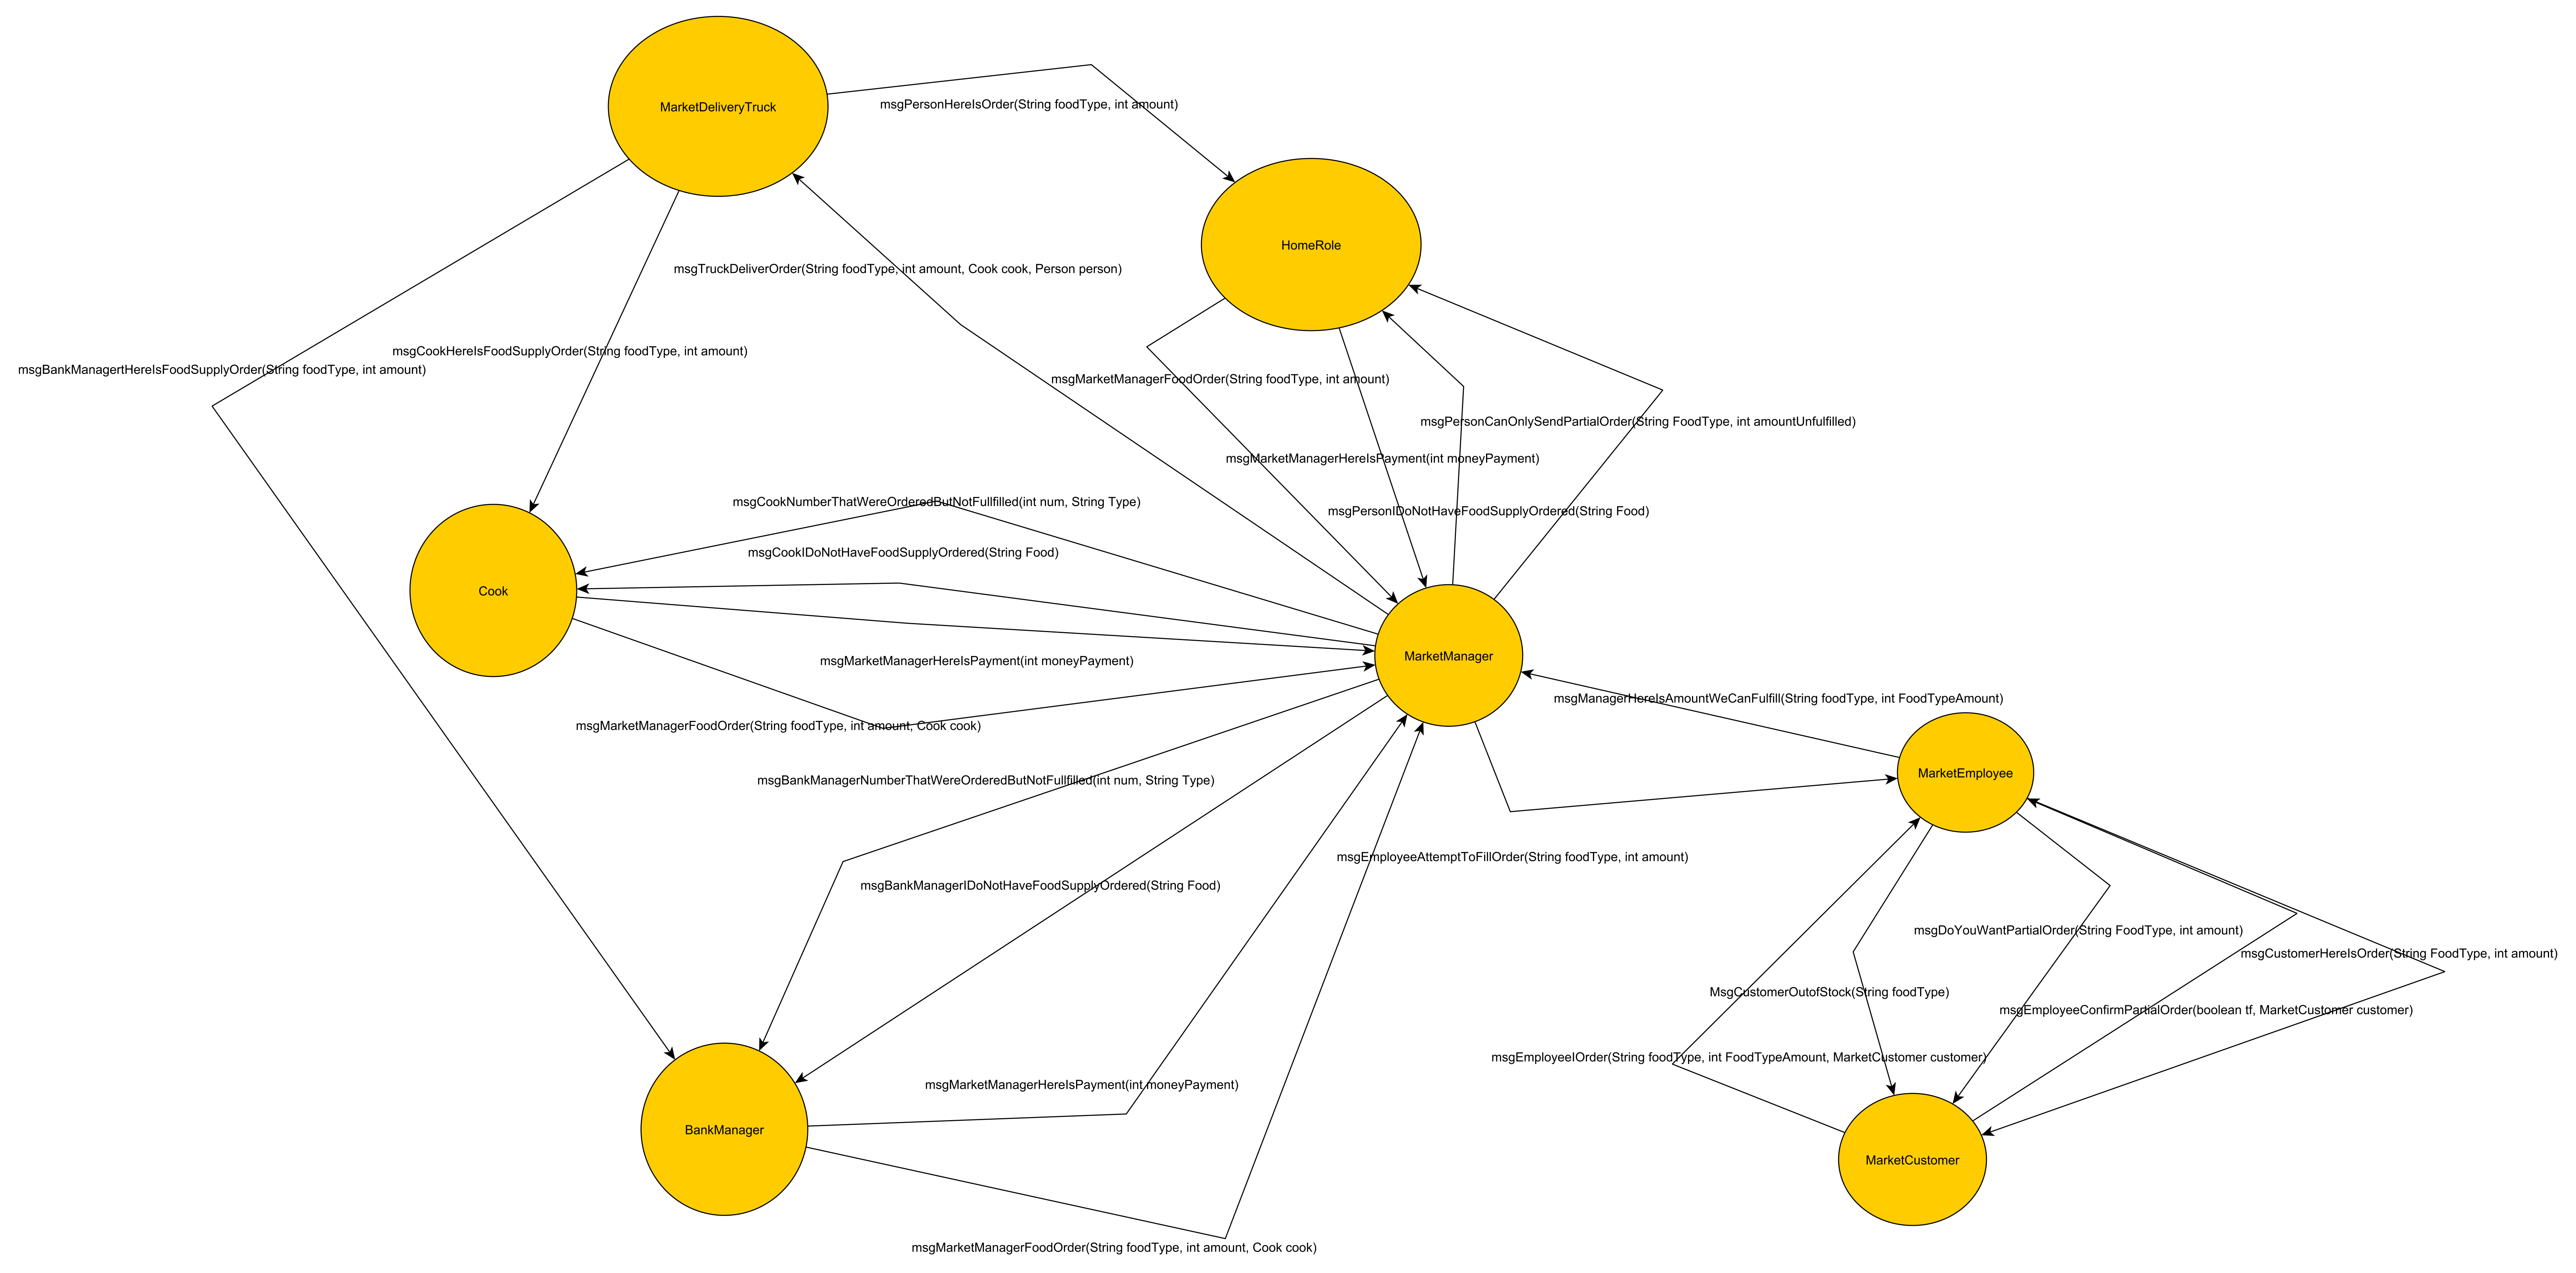 MarketDeliveryTruck
msgPersonHereIsOrder(String foodType, int amount)
HomeRole
msgTruckDeliverOrder(String foodType, int amount, Cook cook, Person person)
msgCookHereIsFoodSupplyOrder(String foodType, int amount)
msgBankManagertHereIsFoodSupplyOrder(String foodType, int amount)
msgMarketManagerFoodOrder(String foodType, int amount)
msgPersonCanOnlySendPartialOrder(String FoodType, int amountUnfulfilled)
msgMarketManagerHereIsPayment(int moneyPayment)
msgCookNumberThatWereOrderedButNotFullfilled(int num, String Type)
msgPersonIDoNotHaveFoodSupplyOrdered(String Food)
msgCookIDoNotHaveFoodSupplyOrdered(String Food)
Cook
MarketManager
msgMarketManagerHereIsPayment(int moneyPayment)
msgManagerHereIsAmountWeCanFulfill(String foodType, int FoodTypeAmount)
msgMarketManagerFoodOrder(String foodType, int amount, Cook cook)
MarketEmployee
msgBankManagerNumberThatWereOrderedButNotFullfilled(int num, String Type)
msgEmployeeAttemptToFillOrder(String foodType, int amount)
msgBankManagerIDoNotHaveFoodSupplyOrdered(String Food)
msgDoYouWantPartialOrder(String FoodType, int amount)
msgCustomerHereIsOrder(String FoodType, int amount)
MsgCustomerOutofStock(String foodType)
msgEmployeeConfirmPartialOrder(boolean tf, MarketCustomer customer)
msgEmployeeIOrder(String foodType, int FoodTypeAmount, MarketCustomer customer)
msgMarketManagerHereIsPayment(int moneyPayment)
BankManager
MarketCustomer
msgMarketManagerFoodOrder(String foodType, int amount, Cook cook)